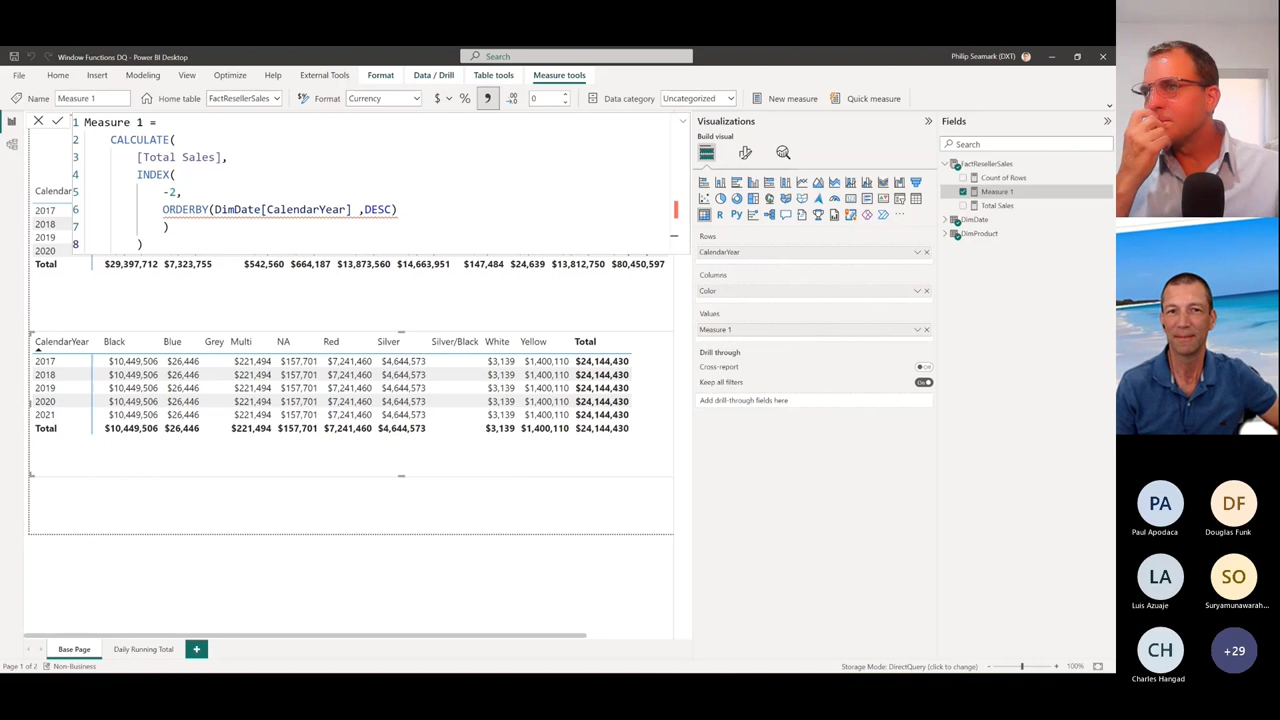 Window Functions DQ - Power BI Desktop
Search
Philip Seamark (DXT)
File Home Insert Modeling View Optimize Help External Tools Format Data / Drill Table tools Measure tools
Name Measure 1 Home table FactResellerSales Format Currency $ % 0 Data category Uncategorized New measure Quick measure
1 Measure 1 =
2 CALCULATE(
3 [Total Sales],
4 INDEX(
5 -2,
6 ORDERBY(DimDate[CalendarYear] ,DESC)
7 )
8 )
Calendar
2017
2018
2019
2020
Total $29,397,712 $7,323,755 $542,560 $664,187 $13,873,560 $14,663,951 $147,484 $24,639 $13,812,750 $80,450,597
CalendarYear Black Blue Grey Multi NA Red Silver Silver/Black White Yellow Total
2017 $10,449,506 $26,446 $221,494 $157,701 $7,241,460 $4,644,573 $3,139 $1,400,110 $24,144,430
2018 $10,449,506 $26,446 $221,494 $157,701 $7,241,460 $4,644,573 $3,139 $1,400,110 $24,144,430
2019 $10,449,506 $26,446 $221,494 $157,701 $7,241,460 $4,644,573 $3,139 $1,400,110 $24,144,430
2020 $10,449,506 $26,446 $221,494 $157,701 $7,241,460 $4,644,573 $3,139 $1,400,110 $24,144,430
2021 $10,449,506 $26,446 $221,494 $157,701 $7,241,460 $4,644,573 $3,139 $1,400,110 $24,144,430
Total $10,449,506 $26,446 $221,494 $157,701 $7,241,460 $4,644,573 $3,139 $1,400,110 $24,144,430
Visualizations
Build visual
R Py
Rows
CalendarYear
Columns
Color
Values
Measure 1
Drill through
Cross-report
Off
Keep all filters
On
Add drill-through fields here
Fields
Search
FactResellerSales
Count of Rows
Measure 1
Total Sales
DimDate
DimProduct
Base Page Daily Running Total
Page 1 of 2 Non-Business
Storage Mode: DirectQuery (click to change) 100%
PA
Paul Apodaca
DF
Douglas Funk
LA
Luis Azuaje
SO
Suryamunawarah...
CH
Charles Hangad
+29